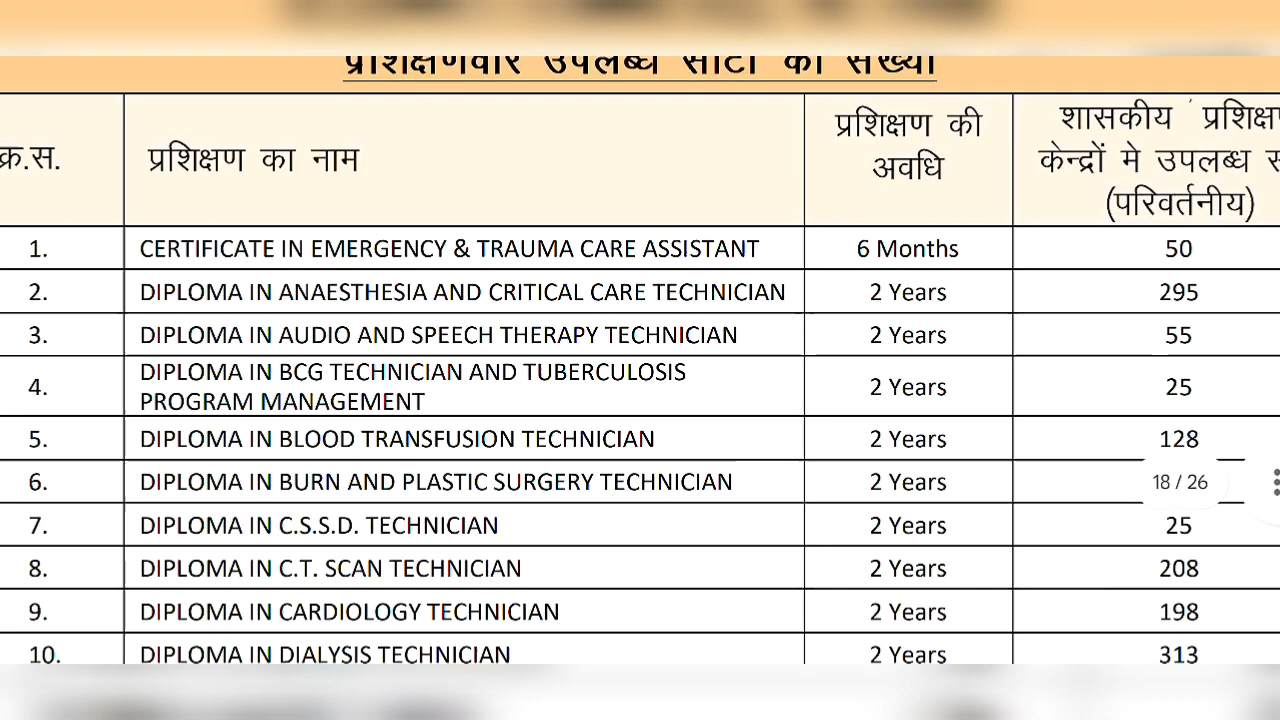 प्रशिक्षणवार उपलब्ध सीटों की संख्या
क्र.स. प्रशिक्षण का नाम प्रशिक्षण की अवधि शासकीय प्रशिक्षण केन्द्रों मे उपलब्ध (परिवर्तनीय)
1. CERTIFICATE IN EMERGENCY & TRAUMA CARE ASSISTANT 6 Months 50
2. DIPLOMA IN ANAESTHESIA AND CRITICAL CARE TECHNICIAN 2 Years 295
3. DIPLOMA IN AUDIO AND SPEECH THERAPY TECHNICIAN 2 Years 55
4. DIPLOMA IN BCG TECHNICIAN AND TUBERCULOSIS
PROGRAM MANAGEMENT 2 Years 25
5. DIPLOMA IN BLOOD TRANSFUSION TECHNICIAN 2 Years 128
6. DIPLOMA IN BURN AND PLASTIC SURGERY TECHNICIAN 2 Years 18 / 26
7. DIPLOMA IN C.S.S.D. TECHNICIAN 2 Years 25
8. DIPLOMA IN C.T. SCAN TECHNICIAN 2 Years 208
9. DIPLOMA IN CARDIOLOGY TECHNICIAN 2 Years 198
10. DIPLOMA IN DIALYSIS TECHNICIAN 2 Years 313